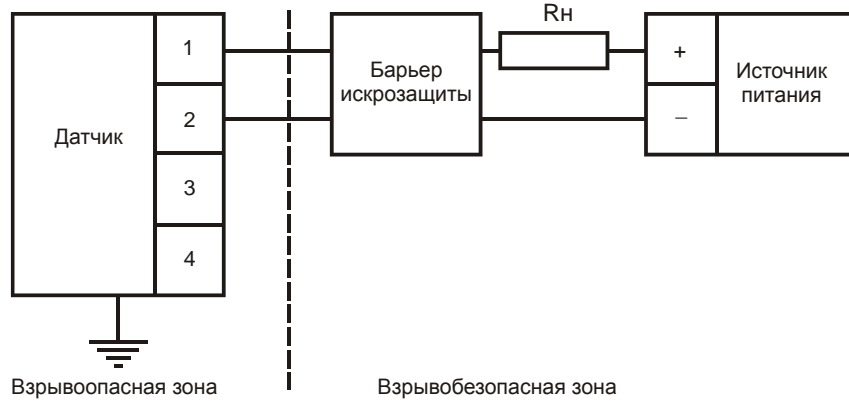 Rн
1
2
3
4
Датчик
Барьер
искрозащиты
+
–
Источник
питания
Взрывоопасная зона
Взрывобезопасная зона